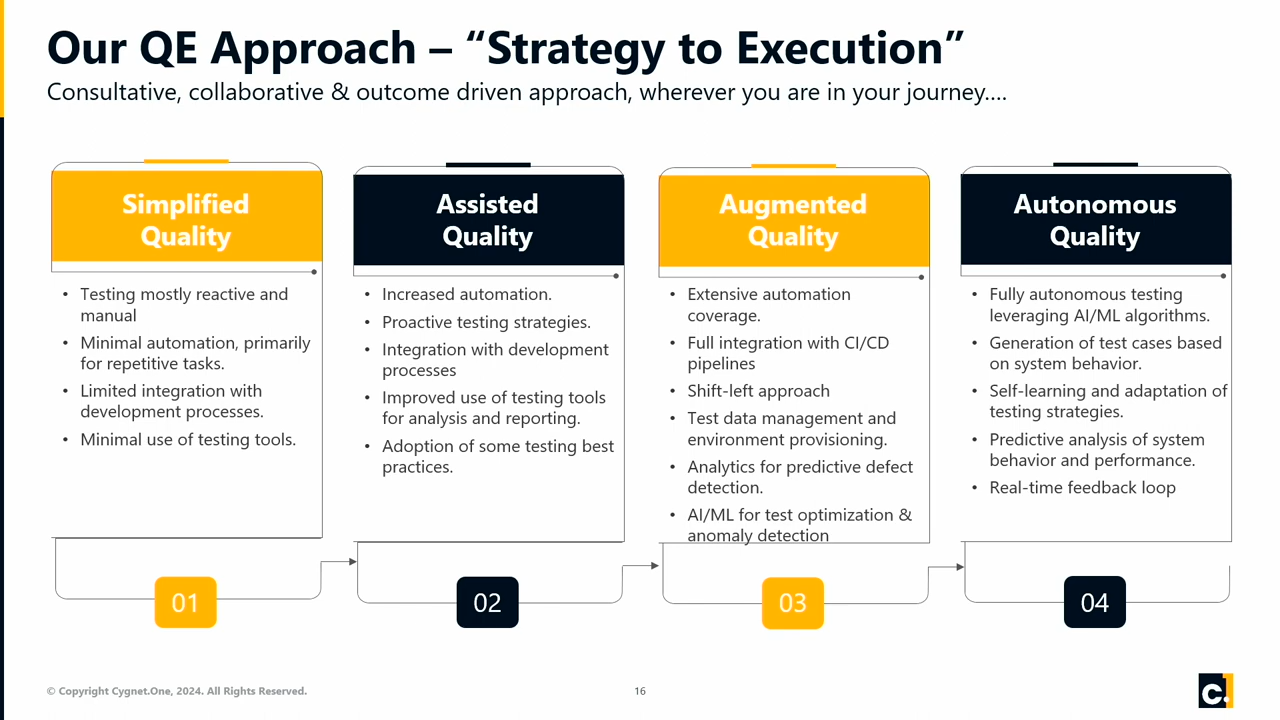 Our QE Approach – “Strategy to Execution”
Consultative, collaborative & outcome driven approach, wherever you are in your journey....
Simplified
Quality
• Testing mostly reactive and
manual
• Minimal automation, primarily
for repetitive tasks.
• Limited integration with
development processes.
• Minimal use of testing tools.
01
Assisted
Quality
• Increased automation.
• Proactive testing strategies.
• Integration with development
processes
• Improved use of testing tools
for analysis and reporting.
• Adoption of some testing best
practices.
02
Augmented
Quality
• Extensive automation
coverage.
• Full integration with CI/CD
pipelines
• Shift-left approach
• Test data management and
environment provisioning.
• Analytics for predictive defect
detection.
• AI/ML for test optimization &
anomaly detection
03
Autonomous
Quality
• Fully autonomous testing
leveraging AI/ML algorithms.
• Generation of test cases based
on system behavior.
• Self-learning and adaptation of
testing strategies.
• Predictive analysis of system
behavior and performance.
• Real-time feedback loop
04
© Copyright Cygnet.One, 2024. All Rights Reserved.
16
C.1